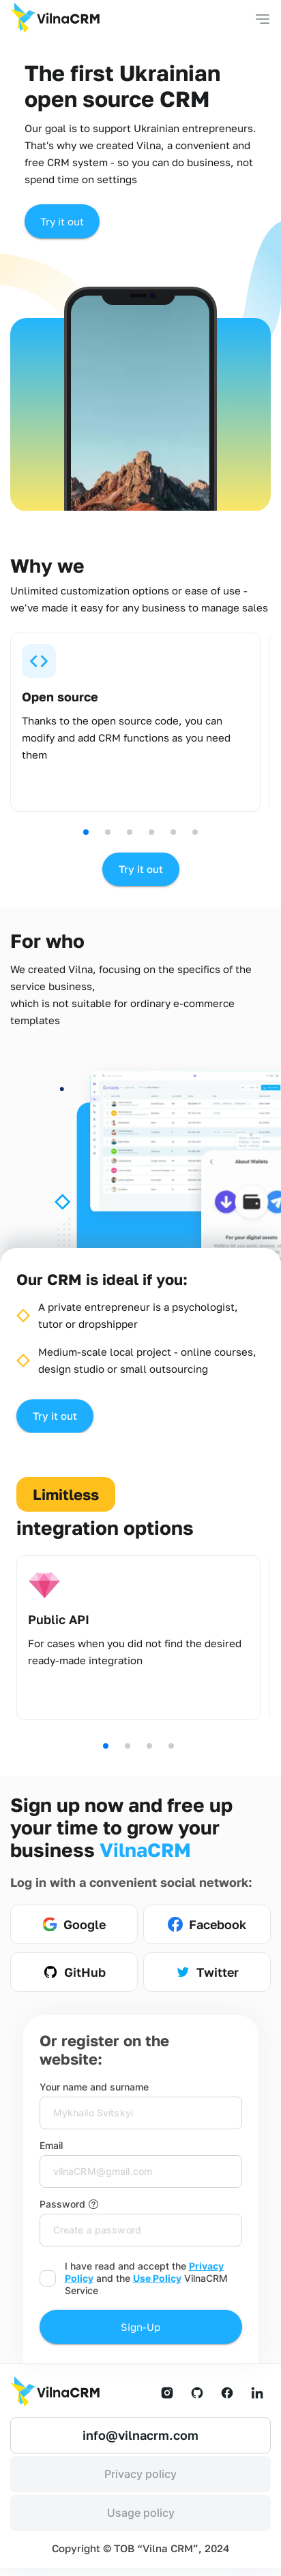 VilnaCRM
The first Ukrainian
open source CRM
Our goal is to support Ukrainian entrepreneurs.
That's why we created Vilna, a convenient and
free CRM system - so you can do business, not
spend time on settings
Try it out
Why we
Unlimited customization options or ease of use -
we've made it easy for any business to manage sales
Open source
Thanks to the open source code, you can
modify and add CRM functions as you need
them
Try it out
For who
We created Vilna, focusing on the specifics of the
service business,
which is not suitable for ordinary e-commerce
templates
About Wallets
For your digital assets
Our CRM is ideal if you:
A private entrepreneur is a psychologist,
tutor or dropshipper
Medium-scale local project - online courses,
design studio or small outsourcing
Try it out
Limitless
integration options
Public API
For cases when you did not find the desired
ready-made integration
Sign up now and free up
your time to grow your
business VilnaCRM
Log in with a convenient social network:
Google
Facebook
GitHub
Twitter
Or register on the
website:
Your name and surname
Mykhailo Svitskyi
Email
vilnaCRM@gmail.com
Password
Create a password
I have read and accept the Privacy
Policy and the Use Policy VilnaCRM
Service
Sign-Up
VilnaCRM
info@vilnacrm.com
Privacy policy
Usage policy
Copyright © ТОВ “Vilna CRM”, 2024